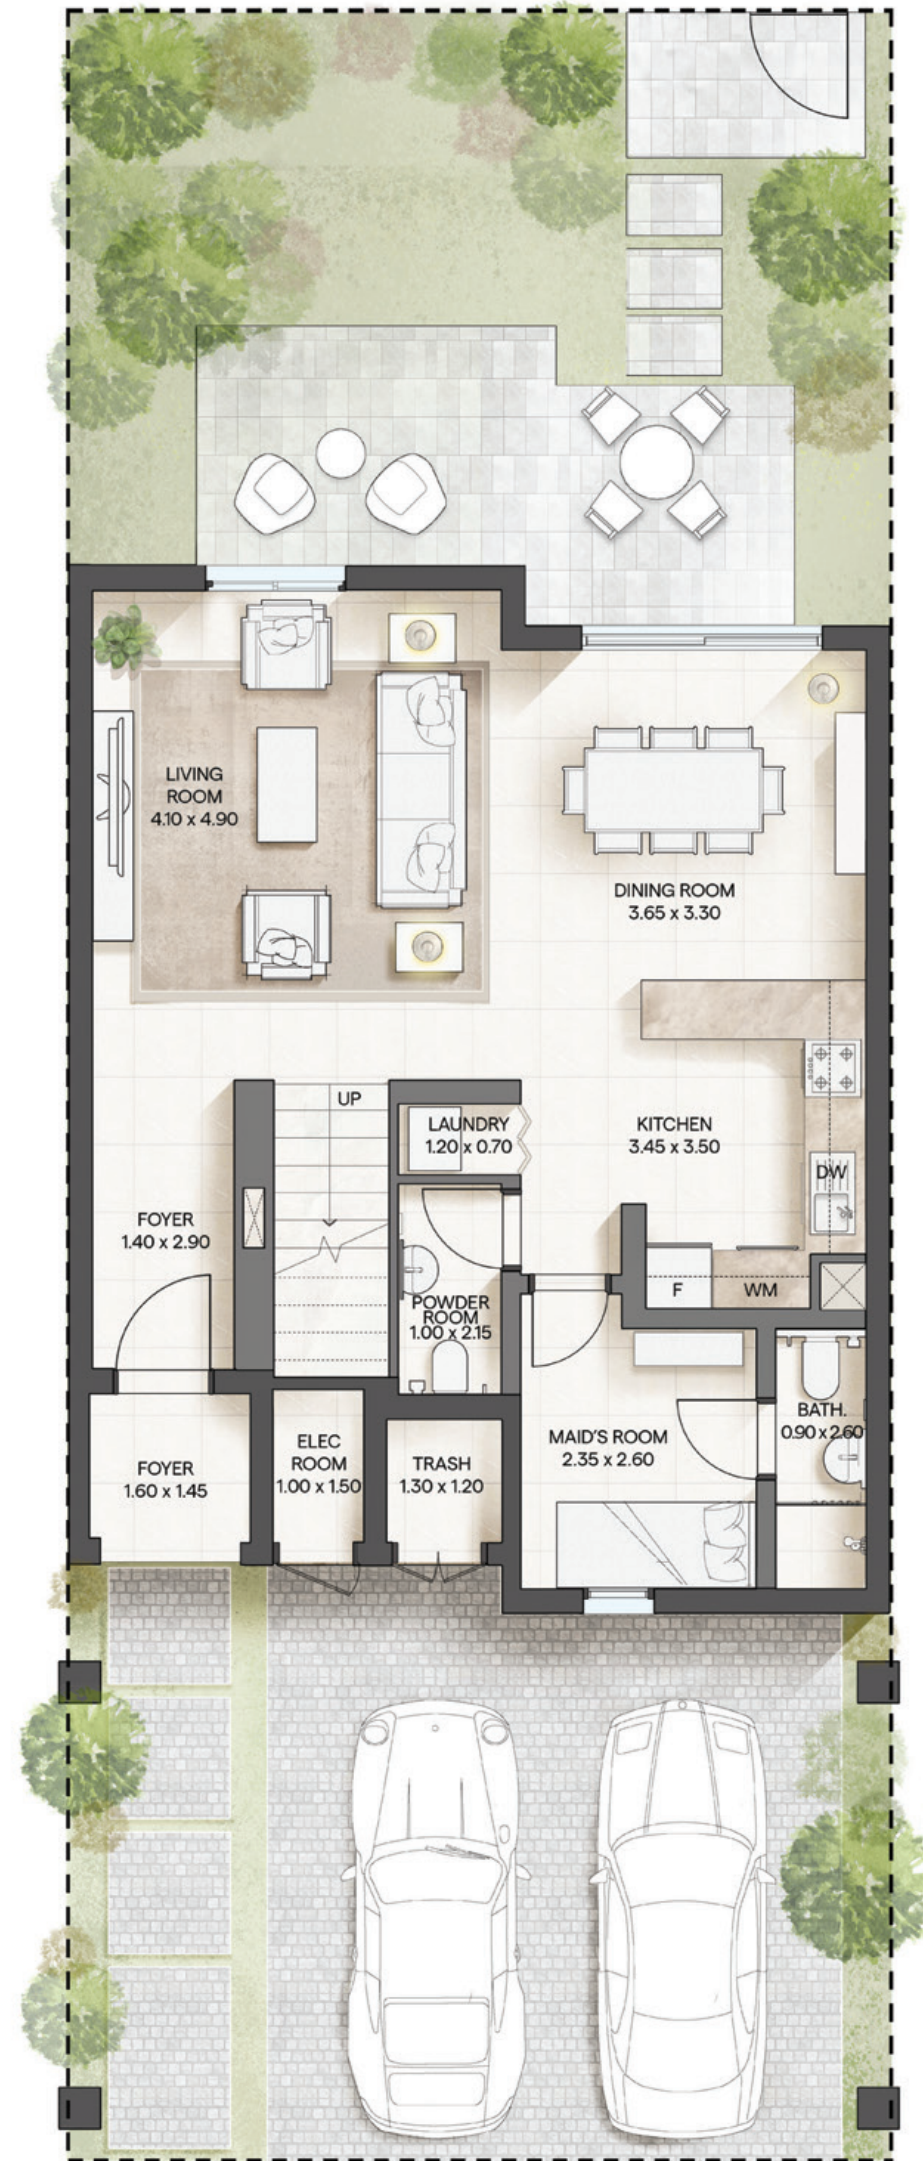 LIVING
ROOM
4.10 x 4.90
DINING ROOM
3.65 x 3.30
UP
LAUNDRY
1.20 x 0.70
KITCHEN
3.45 x 3.50
DW
FOYER
1.40 x 2.90
F
WM
POWDER
ROOM
1.00 x 2.15
BATH.
0.90 x 2.60
MAID'S ROOM
2.35 x 2.60
ELEC
ROOM
1.00 x 1.50
TRASH
1.30 x 1.20
FOYER
1.60 x 1.45